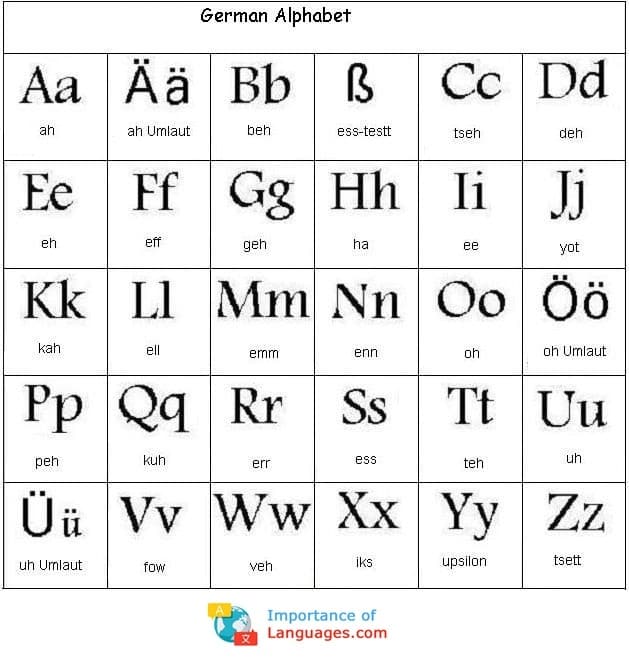 German Alphabet
Aa Ää Bb ß Cc Dd
ah ah Umlaut beh ess-testt tseh deh
Ee Ff Gg Hh Ii Jj
eh eff geh ha ee yot
Kk Ll Mm Nn Oo Öö
kah ell emm enn oh oh Umlaut
Pp Qq Rr Ss Tt Uu
peh kuh err ess teh uh
Üü Vv Ww Xx Yy Zz
uh Umlaut fow veh iks upsilon tsett
A 文
Importance of
Languages.com